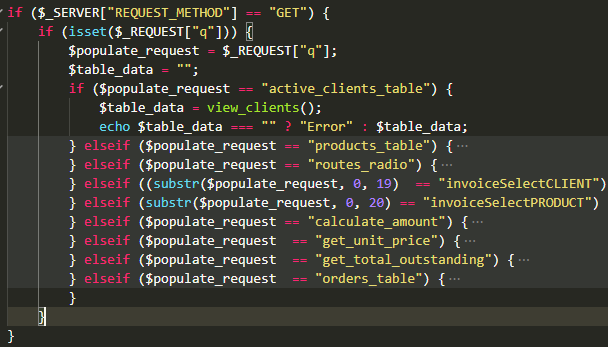 if ($_SERVER["REQUEST_METHOD"] == "GET") {
    if (isset($_REQUEST["q"])) {
        $populate_request = $_REQUEST["q"];
        $table_data = "";
        if ($populate_request == "active_clients_table") {
            $table_data = view_clients();
            echo $table_data === "" ? "Error" : $table_data;
        } elseif ($populate_request == "products_table") {···
        } elseif ($populate_request == "routes_radio") {···
        } elseif ((substr($populate_request, 0, 19)  == "invoiceSelectCLIENT")
        } elseif (substr($populate_request, 0, 20) == "invoiceSelectPRODUCT")
        } elseif ($populate_request == "calculate_amount") {···
        } elseif ($populate_request  == "get_unit_price") {···
        } elseif ($populate_request  == "get_total_outstanding") {···
        } elseif ($populate_request  == "orders_table") {···
        }
    }
}